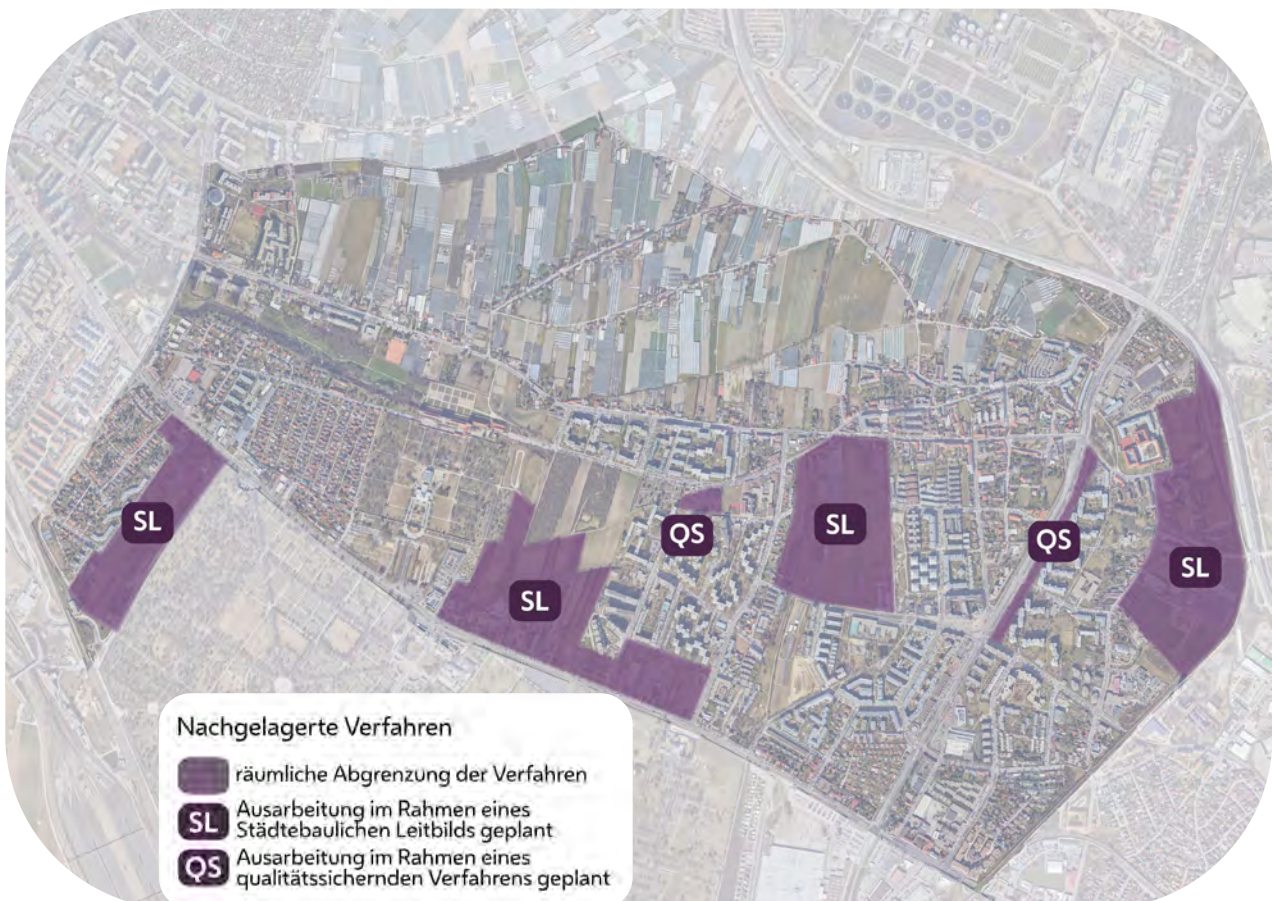 SL
SL
QS
SL
QS
SL
Nachgelagerte Verfahren
räumliche Abgrenzung der Verfahren
SL Ausarbeitung im Rahmen eines
Städtebaulichen Leitbilds geplant
QS Ausarbeitung im Rahmen eines
qualitätssichernden Verfahrens geplant